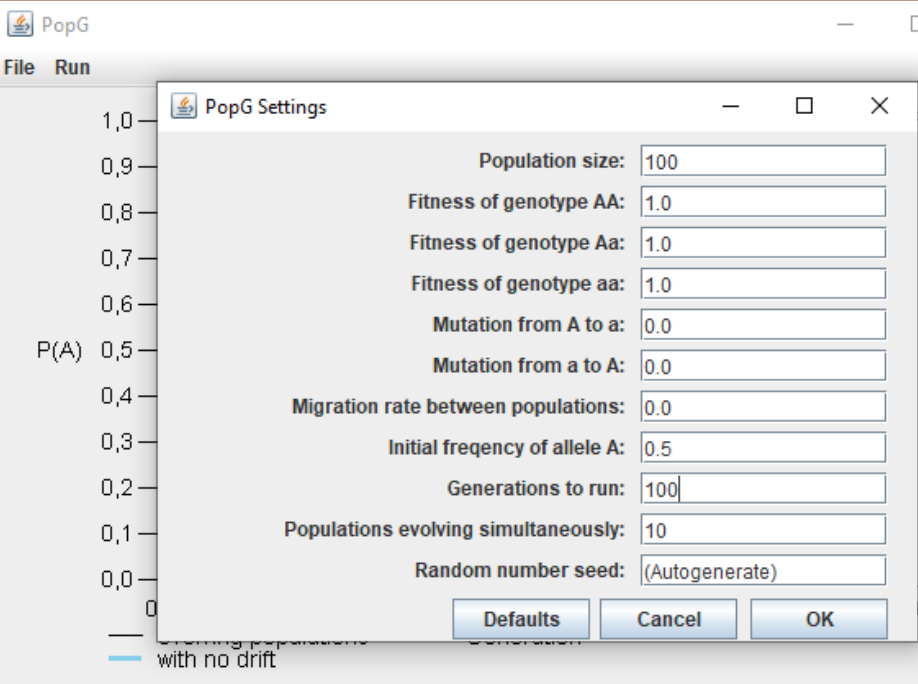 PopG
File Run
PopG Settings
Population size: 100
Fitness of genotype AA: 1.0
Fitness of genotype Aa: 1.0
Fitness of genotype aa: 1.0
Mutation from A to a: 0.0
Mutation from a to A: 0.0
Migration rate between populations: 0.0
Initial freqency of allele A: 0.5
Generations to run: 100
Populations evolving simultaneously: 10
Random number seed: (Autogenerate)
Defaults Cancel OK
1,0
0,9
0,8
0,7
0,6
P(A) 0,5
0,4
0,3
0,2
0,1
0,0
0
populations Generation
with no drift